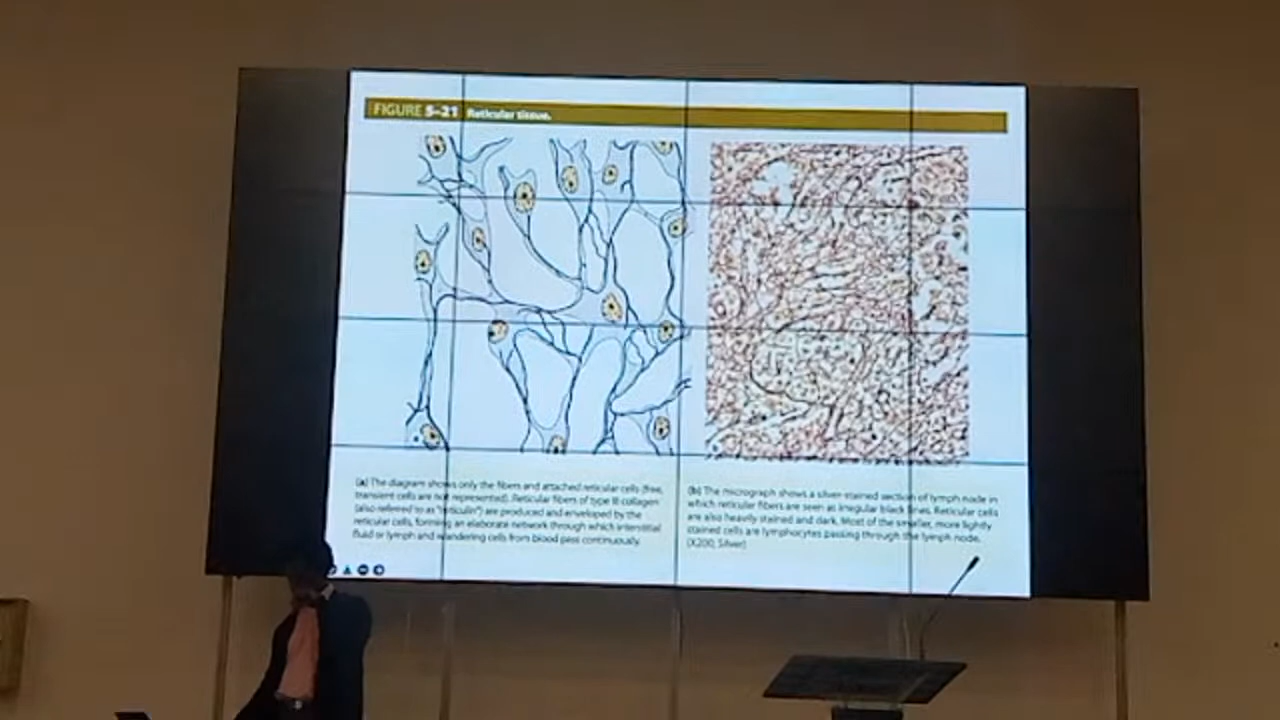 FIGURE 5–21 Reticular tissue.
(a) The diagram shows only the fibers and attached reticular cells (free,
transient cells are not represented). Reticular fibers of type III collagen
(also referred to as "reticulin") are produced and enveloped by the
reticular cells, forming an elaborate network through which interstitial
fluid or lymph and wandering cells from blood pass continuously.
(b) The micrograph shows a silver-stained section of lymph node in
which reticular fibers are seen as irregular black lines. Reticular cells
are also heavily stained and dark. Most of the smaller, more lightly
stained cells are lymphocytes passing through the lymph node.
(X200; Silver)